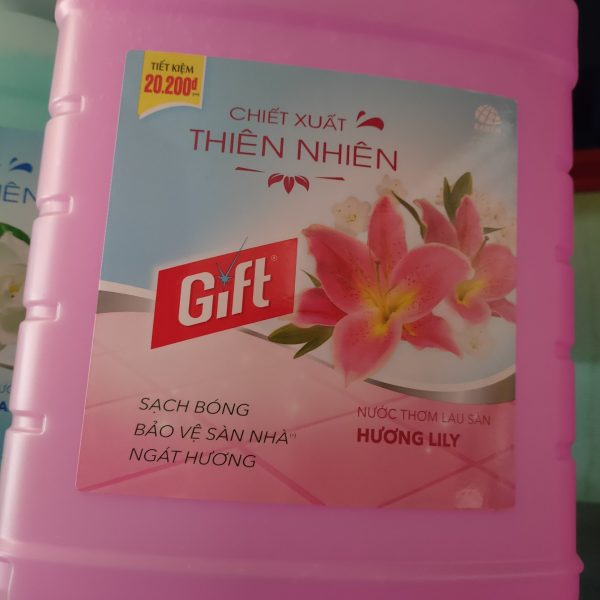 TIẾT KIỆM
20.200đ
CHIẾT XUẤT
THIÊN NHIÊN
Gift®
SẠCH BÓNG
BẢO VỆ SÀN NHÀ(*)
NGÁT HƯƠNG
NƯỚC THƠM LAU SÀN
HƯƠNG LILY